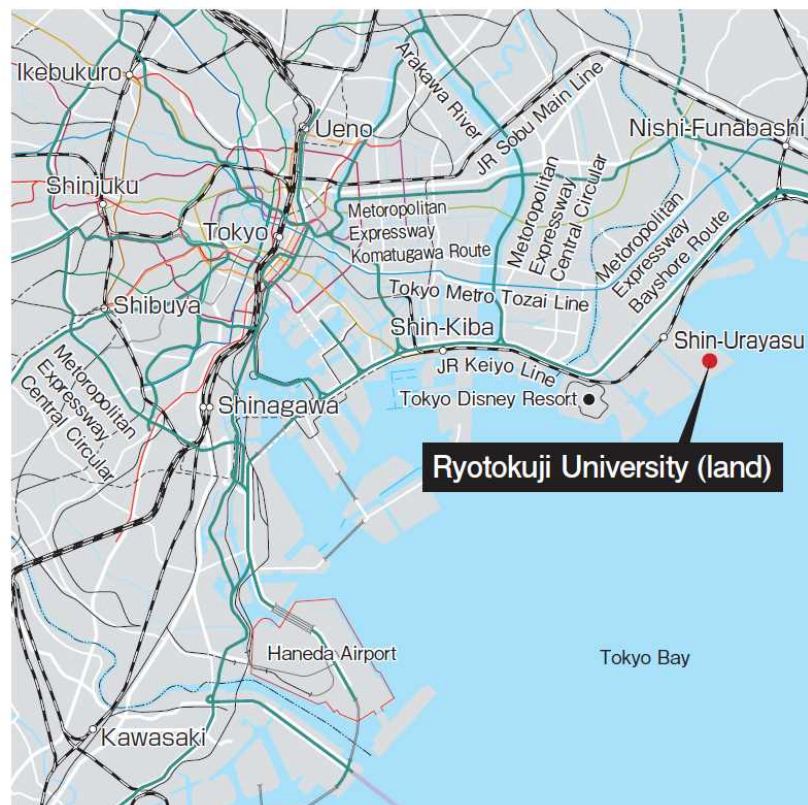 Ikebukuro
Ueno
Arakawa River
JR Sobu Main Line
Nishi-Funabashi
Shinjuku
Tokyo
Metoropolitan
Expressway
Komatugawa Route
Metoropolitan
Expressway
Central Circular
Metoropolitan
Expressway
Bayshore Route
Tokyo Metro Tozai Line
Shibuya
Shin-Kiba
Shin-Urayasu
JR Keiyo Line
Metoropolitan
Expressway
Central Circular
Shinagawa
Tokyo Disney Resort
Ryotokuji University (land)
Haneda Airport
Tokyo Bay
Kawasaki